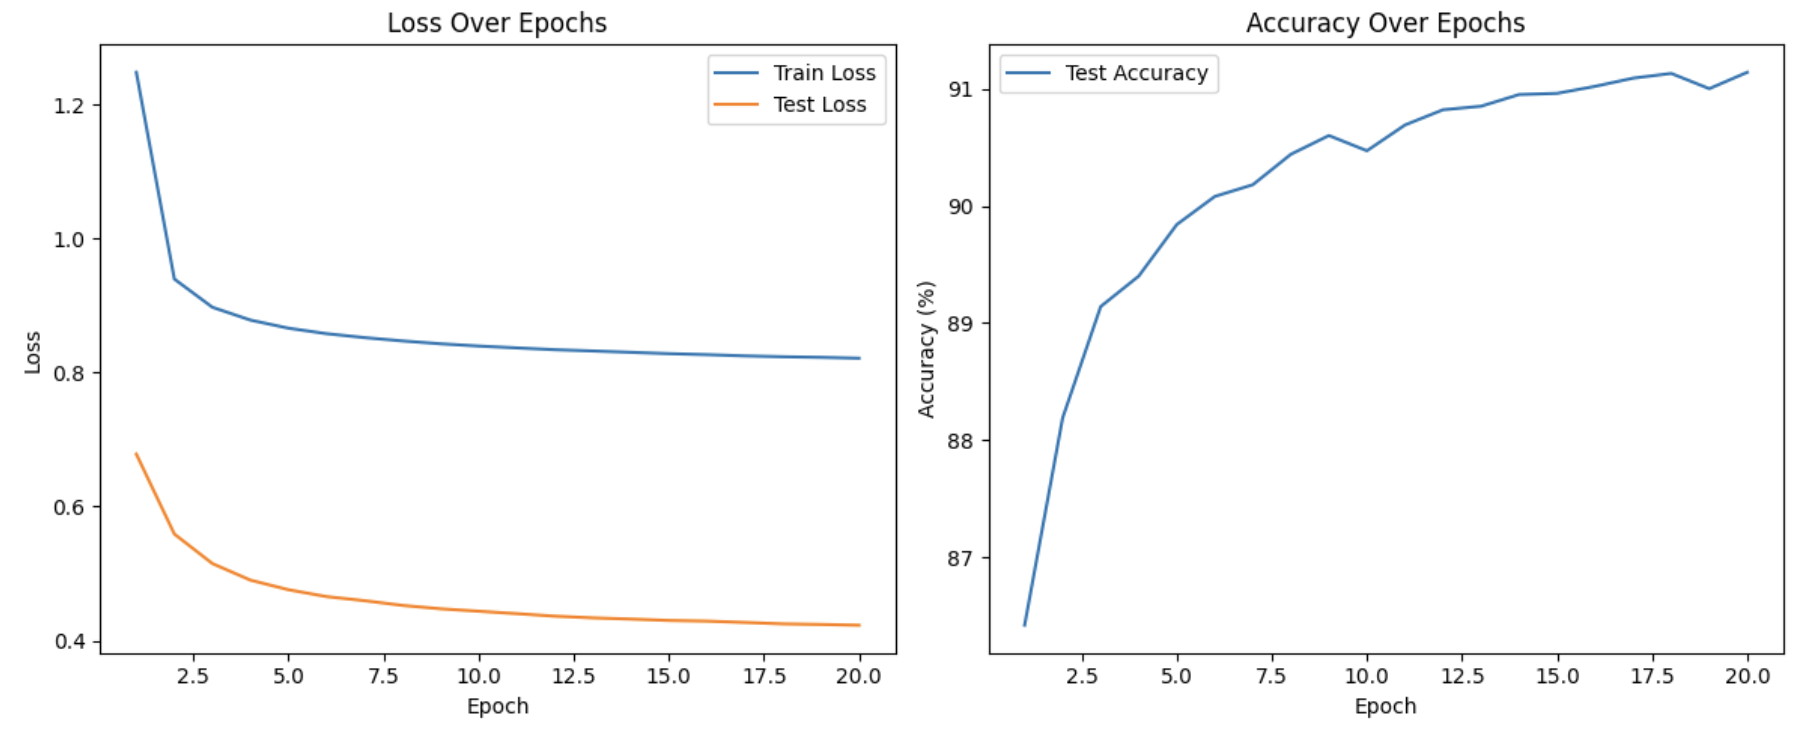 Loss Over Epochs
Train Loss
Test Loss
1.2
1.0
0.8
0.6
0.4
Loss
2.5 5.0 7.5 10.0 12.5 15.0 17.5 20.0
Epoch
Accuracy Over Epochs
Test Accuracy
91
90
89
88
87
Accuracy (%)
2.5 5.0 7.5 10.0 12.5 15.0 17.5 20.0
Epoch